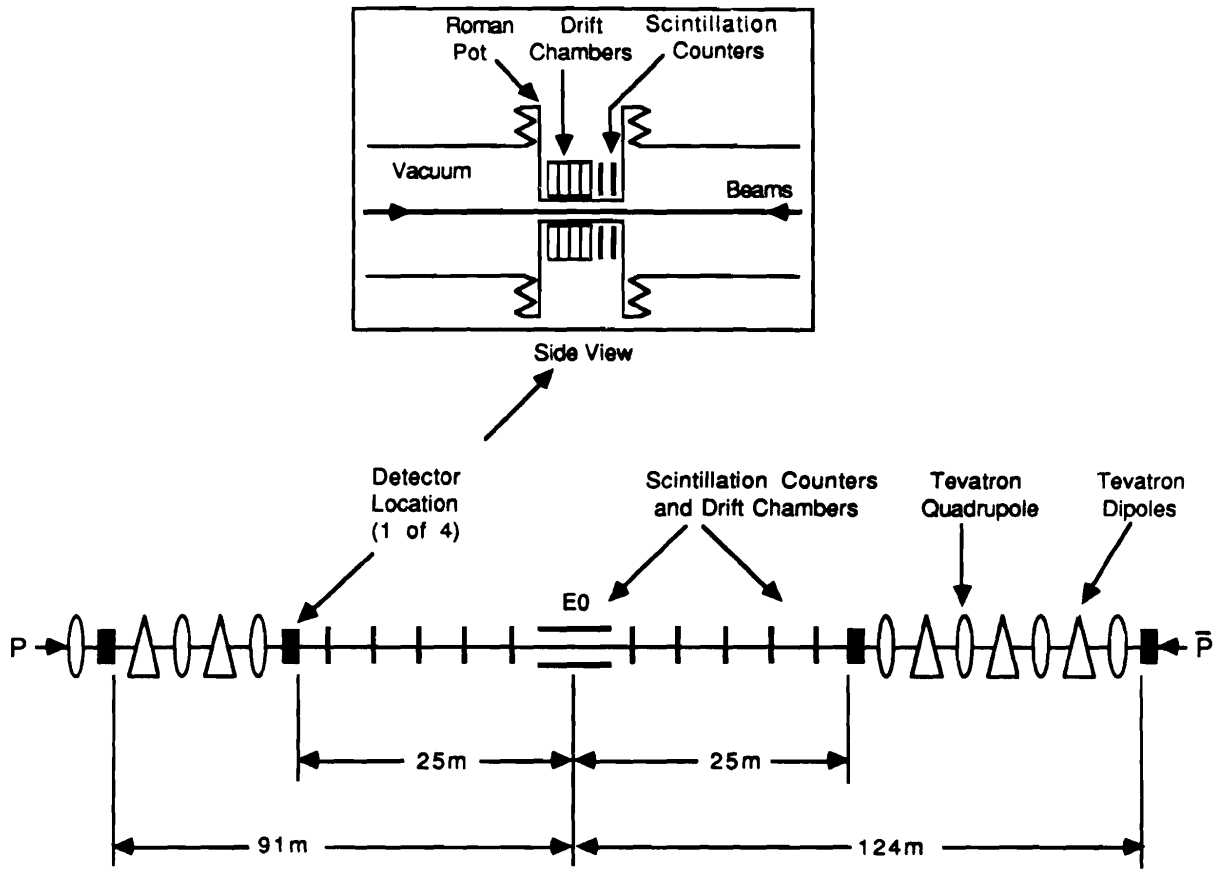 Roman
Pot
Drift
Chambers
Scintillation
Counters
Vacuum
Beams
Side View
Detector
Location
(1 of 4)
Scintillation Counters
and Drift Chambers
Tevatron
Quadrupole
Tevatron
Dipoles
E0
P
P̅
25m
25m
91m
124m